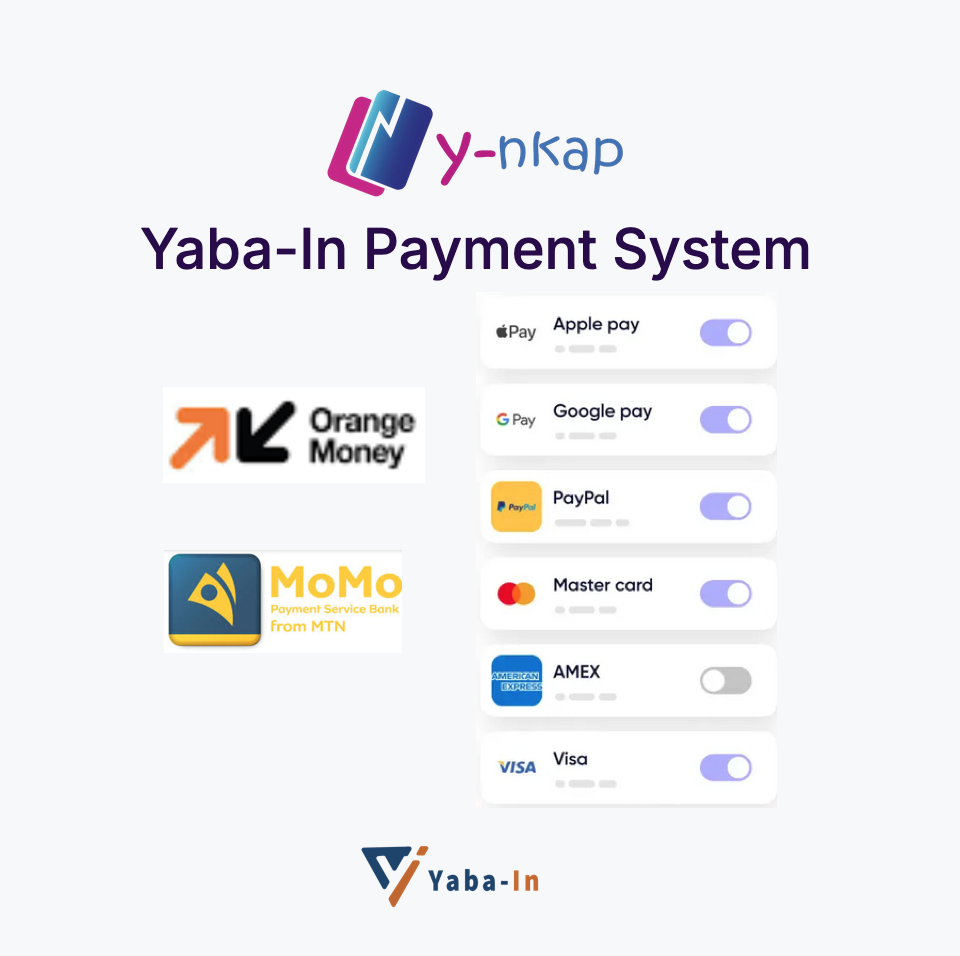 y-nkap
Yaba-In Payment System
Orange
Money
MoMo
Payment Service Bank
from MTN
Pay
Apple pay
G Pay
Google pay
PayPal
PayPal
Master card
AMERICAN
EXPRESS
AMEX
VISA
Visa
Yaba-In